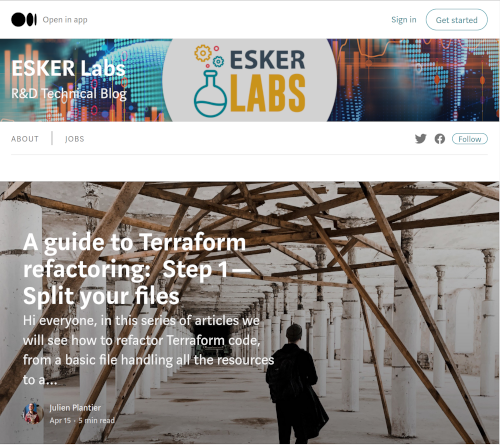 Open in app
Sign in
Get started
ESKER Labs
R&D Technical Blog
ESKER
LABS
ABOUT
JOBS
Follow
A guide to Terraform
refactoring: Step 1 —
Split your files
Hi everyone, in this series of articles we
will see how to refactor Terraform code,
from a basic file handling all the resources
to a...
Julien Plantier
Apr 15 · 5 min read